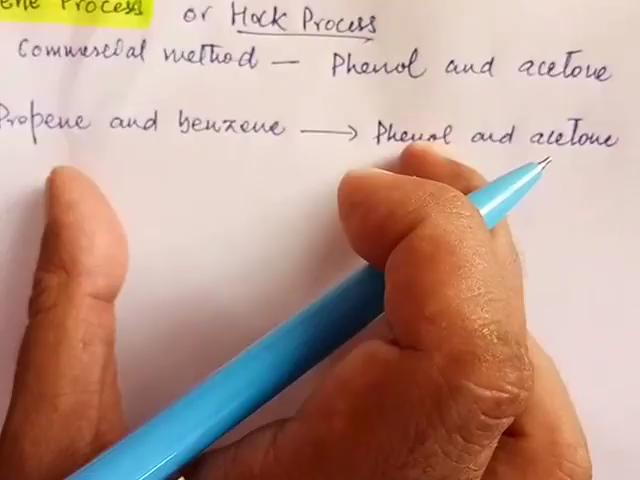 ene Process
or Hock Process
Commercial method — Phenol and acetone
Propene and benzene ⟶ Phenol and acetone